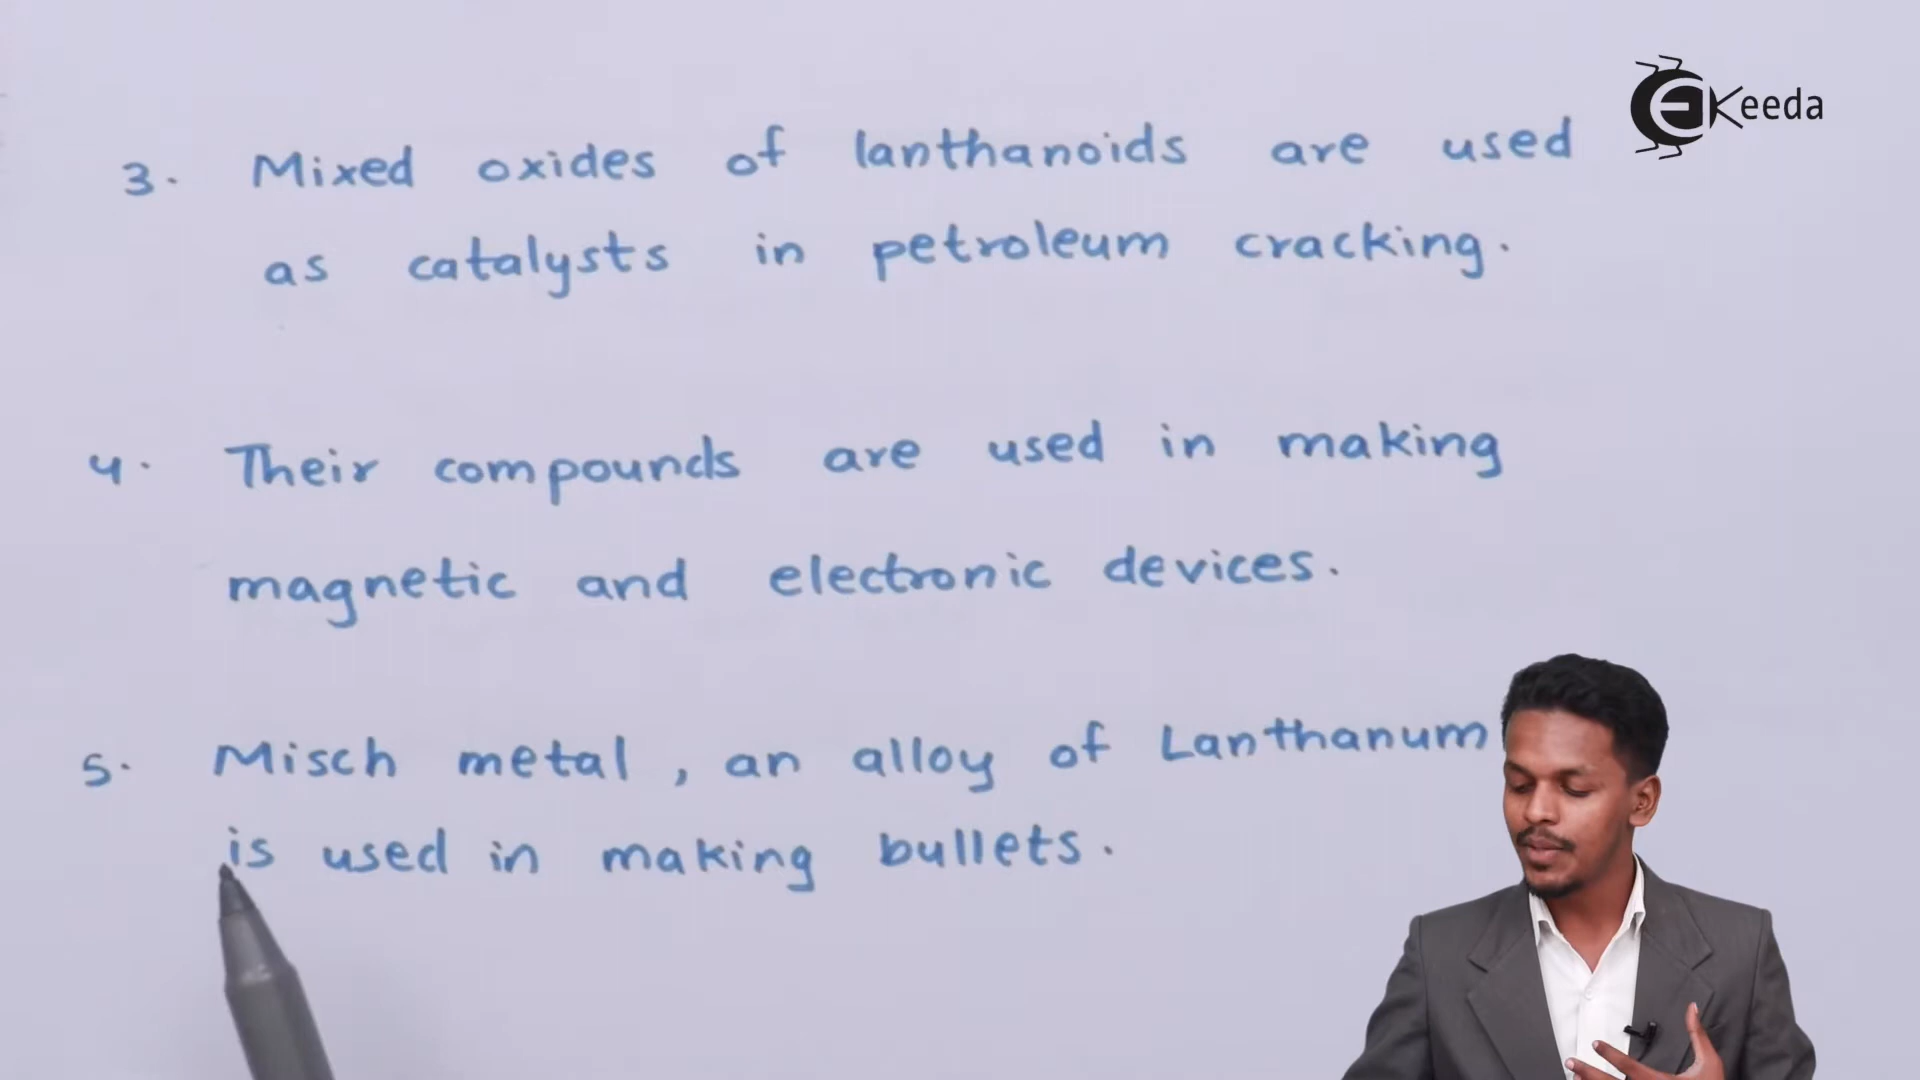 EKeeda
3. Mixed oxides of lanthanoids are used
as catalysts in petroleum cracking.
4. Their compounds are used in making
magnetic and electronic devices.
5. Misch metal, an alloy of Lanthanum
is used in making bullets.